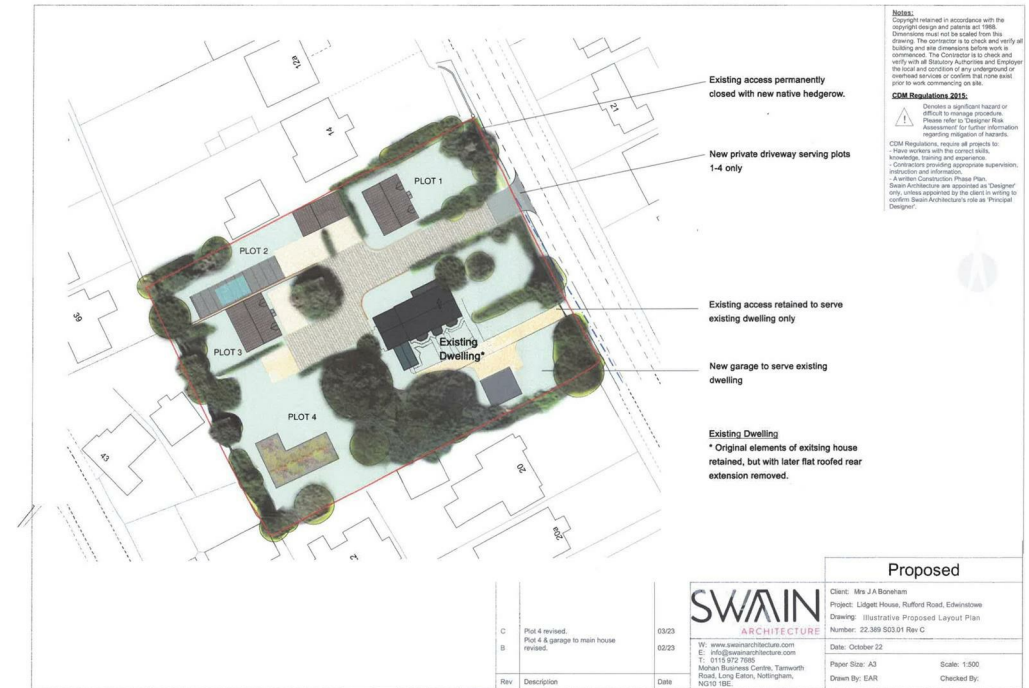 Notes:
Copyright retained in accordance with the
copyright design and patents act 1988.
Dimensions must not be scaled from this
drawing. The contractor is to check and verify all
building and site dimensions before work is
commenced. The Contractor is to check and
verify with all Statutory Authorities and Employer
the local and condition of any underground or
overhead services or confirm that none exist
prior to work commencing on site.
CDM Regulations 2015:
Denotes a significant hazard or
difficult to manage procedure.
Please refer to 'Designer Risk
Assessment' for further information
regarding mitigation of hazards.
CDM Regulations, require all projects to:
- Have workers with the correct skills,
knowledge, training and experience.
- Contractors providing appropriate supervision,
instruction and information.
- A written Construction Phase Plan.
Swain Architecture are appointed as 'Designer'
only, unless appointed by the client in writing to
confirm Swain Architecture's role as 'Principal
Designer'.
Existing access permanently
closed with new native hedgerow.
New private driveway serving plots
1-4 only
Existing access retained to serve
existing dwelling only
New garage to serve existing
dwelling
Existing Dwelling
* Original elements of exitsing house
retained, but with later flat roofed rear
extension removed.
12a
14
21
PLOT 1
PLOT 2
39
Existing
Dwelling*
PLOT 3
PLOT 4
43
20
20a
C Plot 4 revised. 03/23
B Plot 4 & garage to main house
revised. 02/23
Rev Description Date
SWAIN
ARCHITECTURE
W: www.swainarchitecture.com
E: info@swainarchitecture.com
T: 0115 972 7685
Mohan Business Centre, Tamworth
Road, Long Eaton, Nottingham,
NG10 1BE.
Proposed
Client: Mrs J A Boneham
Project: Lidgett House, Rufford Road, Edwinstowe
Drawing: Illustrative Proposed Layout Plan
Number: 22.389 S03.01 Rev C
Date: October 22
Paper Size: A3 Scale: 1:500
Drawn By: EAR Checked By: